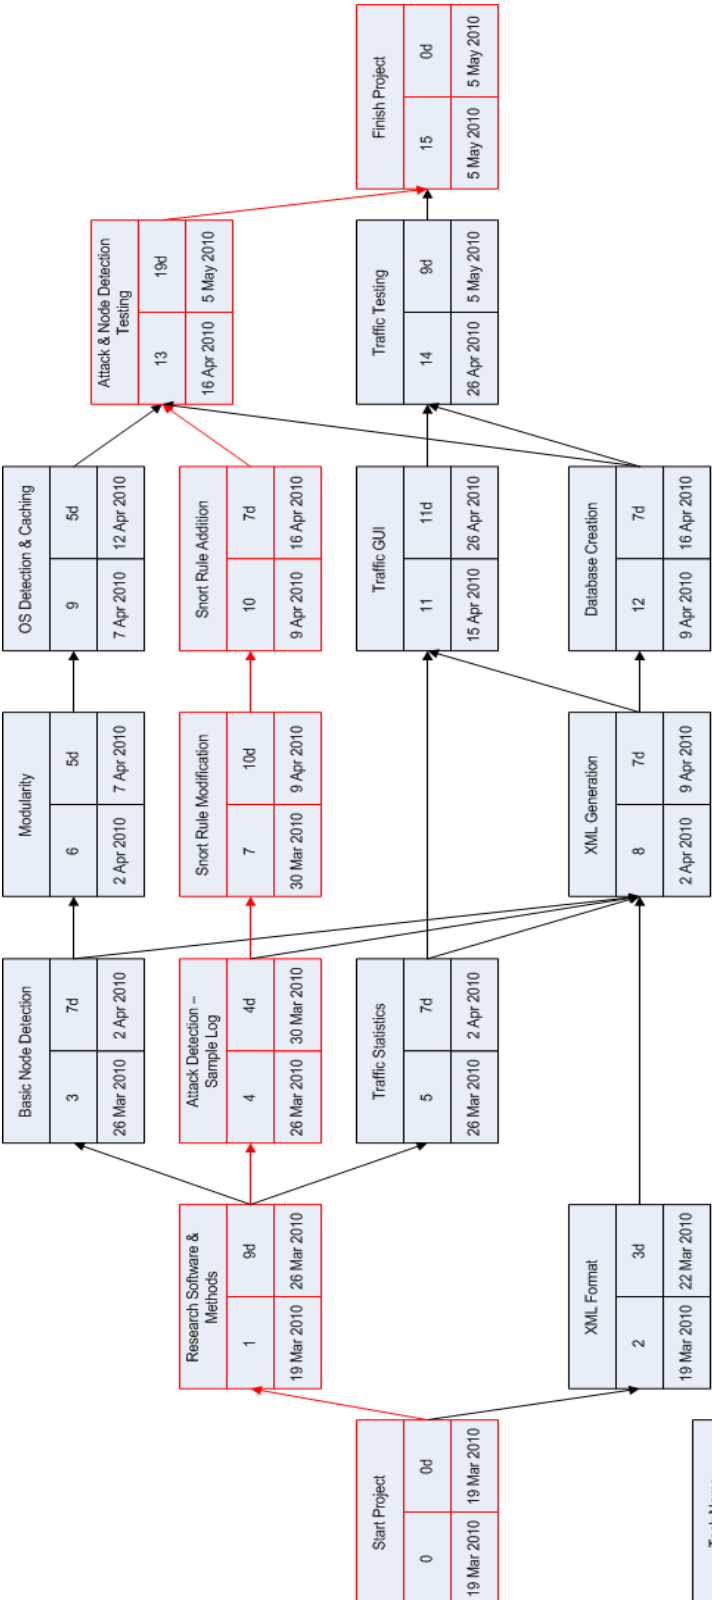 Start Project
0
0d
19 Mar 2010
19 Mar 2010
Research Software &
Methods
1
9d
19 Mar 2010
26 Mar 2010
XML Format
2
3d
19 Mar 2010
22 Mar 2010
Basic Node Detection
3
7d
26 Mar 2010
2 Apr 2010
Attack Detection –
Sample Log
4
4d
26 Mar 2010
30 Mar 2010
Traffic Statistics
5
7d
26 Mar 2010
2 Apr 2010
Modularity
6
5d
2 Apr 2010
7 Apr 2010
Snort Rule Modification
7
10d
30 Mar 2010
9 Apr 2010
XML Generation
8
7d
2 Apr 2010
9 Apr 2010
OS Detection & Caching
9
5d
7 Apr 2010
12 Apr 2010
Snort Rule Addition
10
7d
9 Apr 2010
16 Apr 2010
Traffic GUI
11
11d
15 Apr 2010
26 Apr 2010
Database Creation
12
7d
9 Apr 2010
16 Apr 2010
Attack & Node Detection
Testing
13
19d
16 Apr 2010
5 May 2010
Traffic Testing
14
9d
26 Apr 2010
5 May 2010
Finish Project
15
0d
5 May 2010
5 May 2010